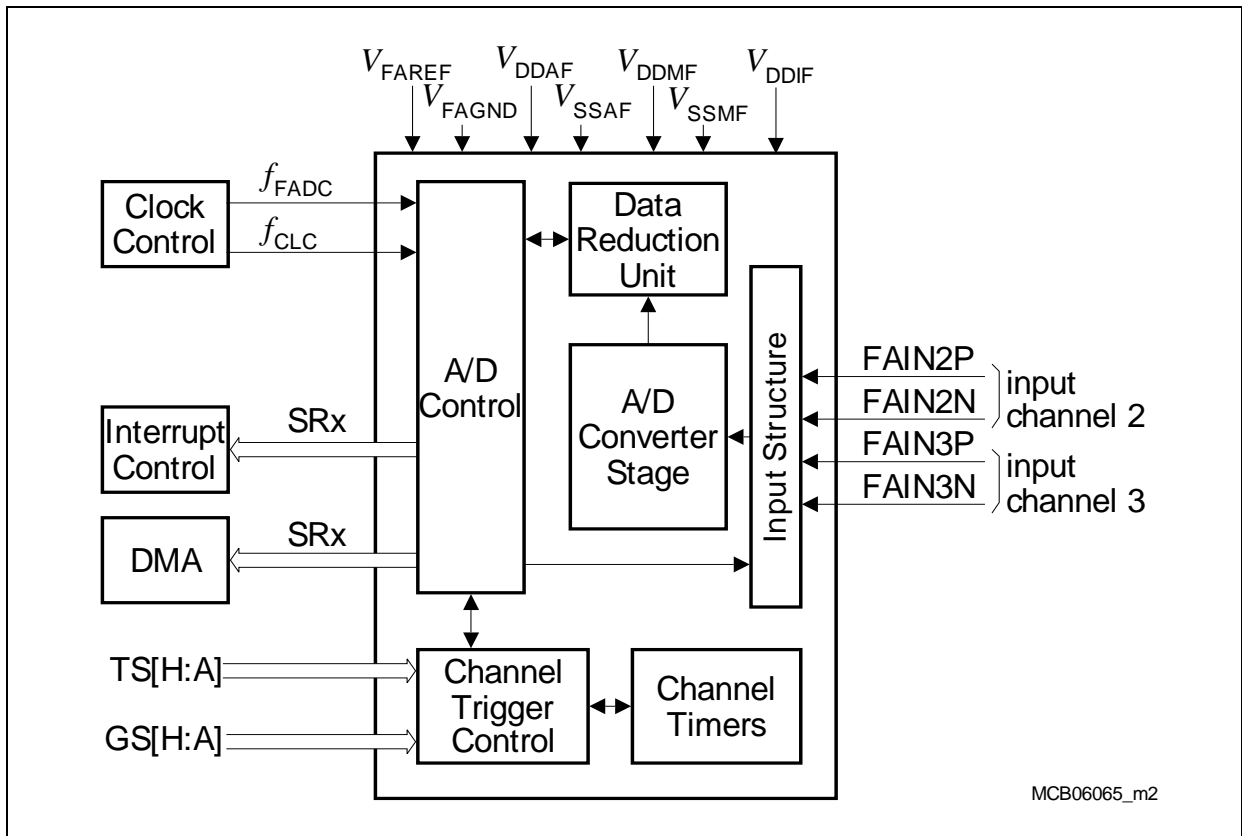 VFAREF
VDDAF
VDDMF
VDDIF
VFAGND
VSSAF
VSSMF
Clock
Control
fFADC
fCLC
A/D
Control
Data
Reduction
Unit
A/D
Converter
Stage
Input Structure
FAIN2P
FAIN2N
input
channel 2
FAIN3P
FAIN3N
input
channel 3
Interrupt
Control
SRx
DMA
SRx
TS[H:A]
GS[H:A]
Channel
Trigger
Control
Channel
Timers
MCB06065_m2